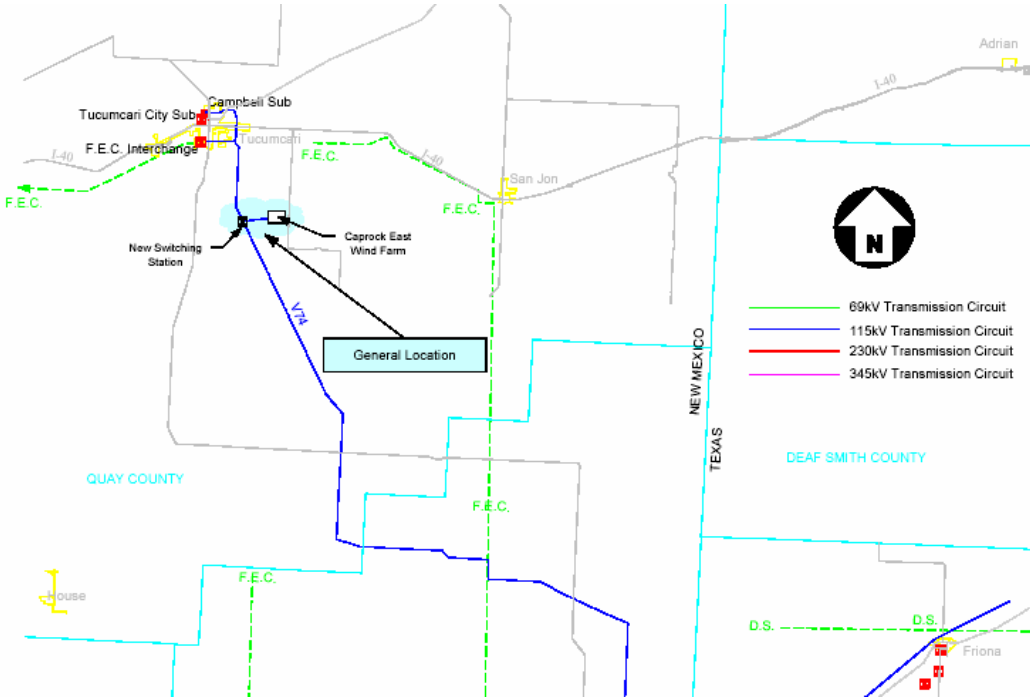 Adrian
I-40
Campbell Sub
Tucumcari City Sub
Tucumcari
F.E.C. Interchange
F.E.C.
I-40
I-40
San Jon
F.E.C.
F.E.C.
New Switching
Station
Caprock East
Wind Farm
N
V74
General Location
69kV Transmission Circuit
115kV Transmission Circuit
230kV Transmission Circuit
345kV Transmission Circuit
NEW MEXICO
TEXAS
QUAY COUNTY
DEAF SMITH COUNTY
F.E.C.
F.E.C.
House
D.S.
D.S.
Friona